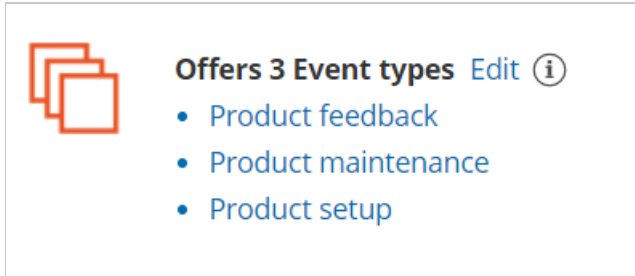 Offers 3 Event types Edit i
Product feedback
Product maintenance
Product setup